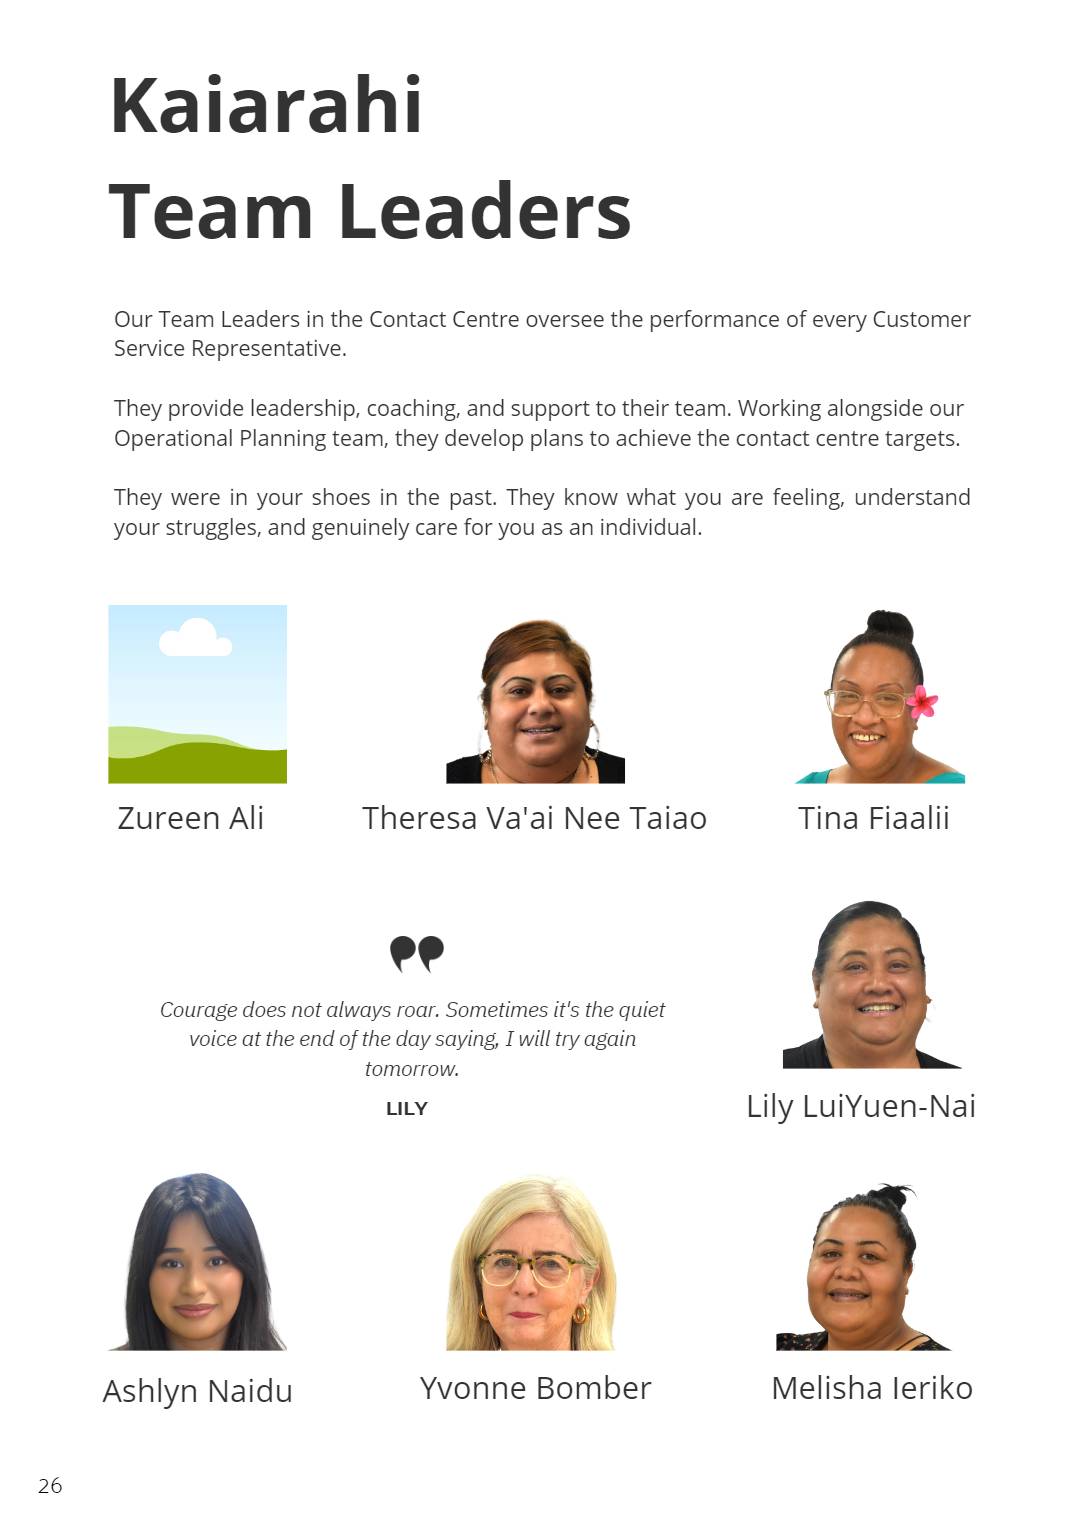 Kaiarahi
Team Leaders
Our Team Leaders in the Contact Centre oversee the performance of every Customer
Service Representative.
They provide leadership, coaching, and support to their team. Working alongside our
Operational Planning team, they develop plans to achieve the contact centre targets.
They were in your shoes in the past. They know what you are feeling, understand
your struggles, and genuinely care for you as an individual.
Zureen Ali
Theresa Va'ai Nee Taiao
Tina Fiaalii
Courage does not always roar. Sometimes it's the quiet
voice at the end of the day saying, I will try again
tomorrow.
LILY
Lily LuiYuen-Nai
Ashlyn Naidu
Yvonne Bomber
Melisha Ieriko
26